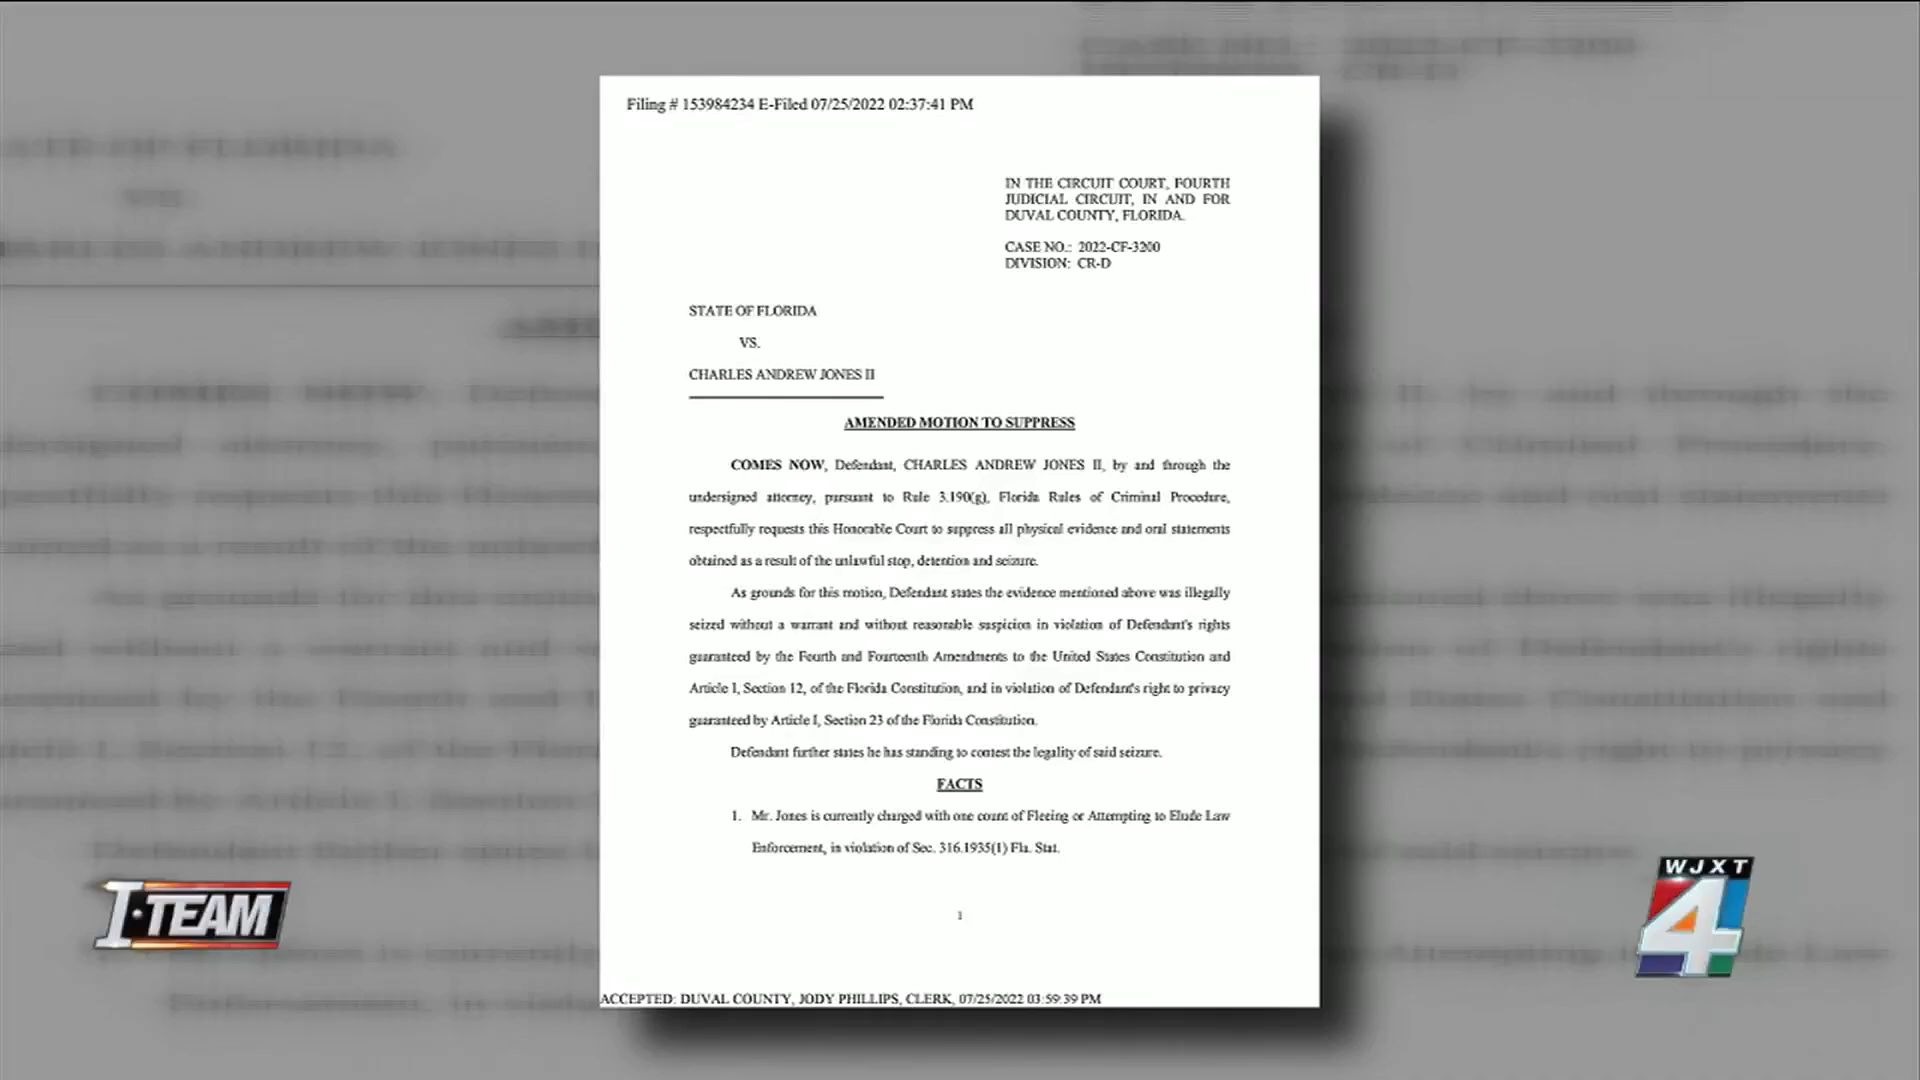 Filing # 153984234 E-Filed 07/25/2022 02:37:41 PM
IN THE CIRCUIT COURT, FOURTH
JUDICIAL CIRCUIT, IN AND FOR
DUVAL COUNTY, FLORIDA.
CASE NO.: 2022-CF-3200
DIVISION: CR-D
STATE OF FLORIDA
VS.
CHARLES ANDREW JONES II
AMENDED MOTION TO SUPPRESS
COMES NOW, Defendant, CHARLES ANDREW JONES II, by and through the
undersigned attorney, pursuant to Rule 3.190(g), Florida Rules of Criminal Procedure,
respectfully requests this Honorable Court to suppress all physical evidence and oral statements
obtained as a result of the unlawful stop, detention and seizure.
As grounds for this motion, Defendant states the evidence mentioned above was illegally
seized without a warrant and without reasonable suspicion in violation of Defendant's rights
guaranteed by the Fourth and Fourteenth Amendments to the United States Constitution and
Article I, Section 12, of the Florida Constitution, and in violation of Defendant's right to privacy
guaranteed by Article I, Section 23 of the Florida Constitution.
Defendant further states he has standing to contest the legality of said seizure.
FACTS
1. Mr. Jones is currently charged with one count of Fleeing or Attempting to Elude Law
Enforcement, in violation of Sec. 316.1935(1) Fla. Stat.
1
ACCEPTED: DUVAL COUNTY, JODY PHILLIPS, CLERK, 07/25/2022 03:59:39 PM
I-TEAM
WJXT
4